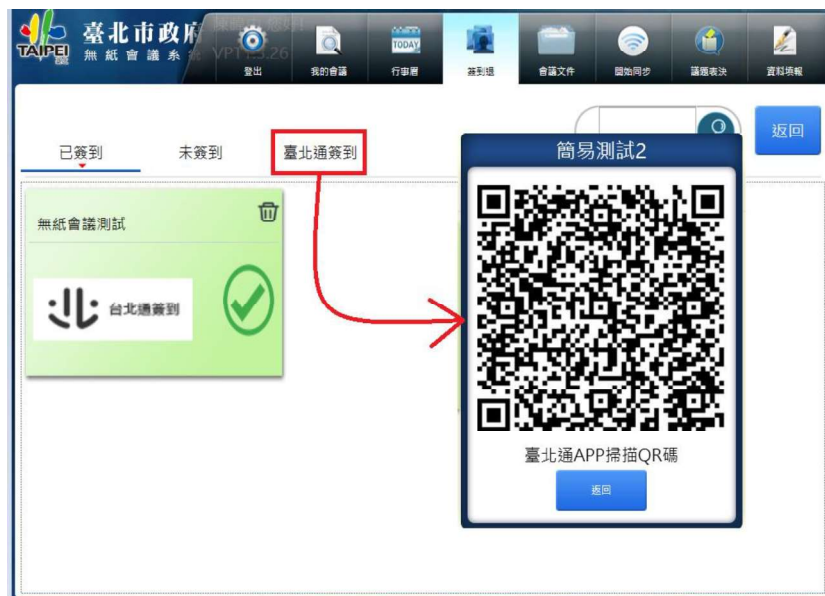 TAIPEI
臺北市政府
無紙會議系
VPT1.5.26
登出
我的會議
TODAY
行事曆
簽到退
會議文件
開始同步
議題表決
資料填報
返回
已簽到
未簽到
臺北通簽到
無紙會議測試
台北通簽到
簡易測試2
臺北通APP掃描QR碼
返回